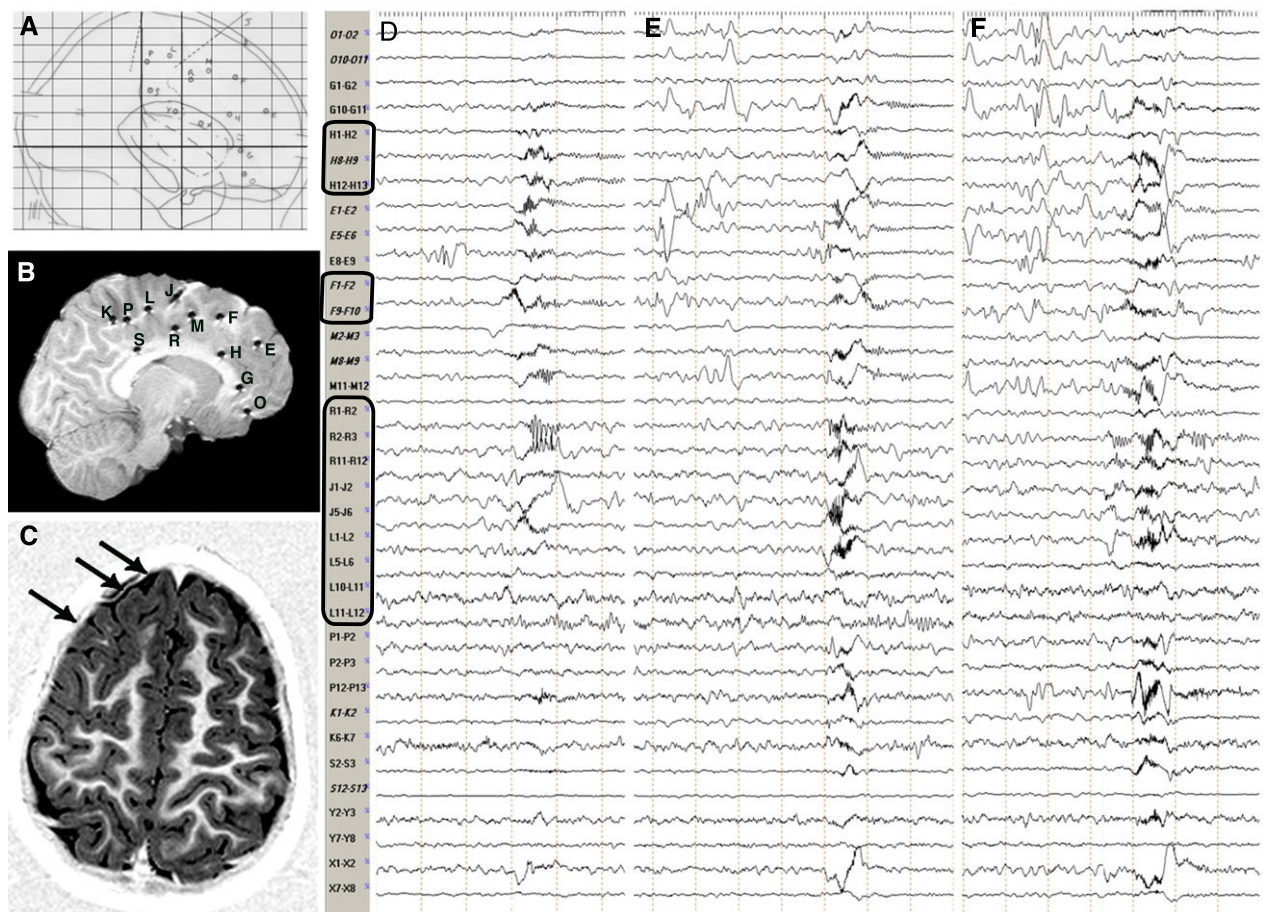 A
D
E
F
O1-O2
O10-O11
G1-G2
G10-G11
H1-H2
H8-H9
H12-H13
E1-E2
E5-E6
E8-E9
F1-F2
F9-F10
M2-M3
M8-M9
M11-M12
R1-R2
R2-R3
R11-R12
J1-J2
J5-J6
L1-L2
L5-L6
L10-L11
L11-L12
P1-P2
P2-P3
P12-P13
K1-K2
K6-K7
S2-S3
S12-S13
Y2-Y3
Y7-Y8
X1-X2
X7-X8
B
K P L J
S R M F
H E
G
O
C